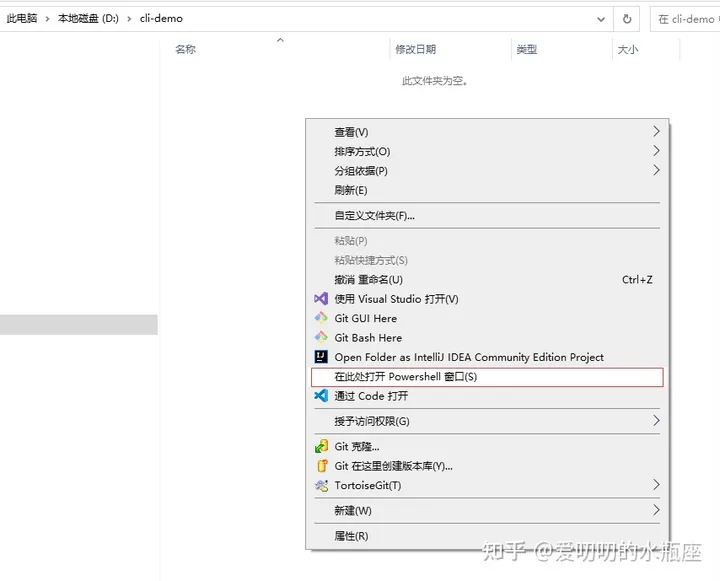 此电脑 › 本地磁盘 (D:) › cli-demo
在 cli-demo
名称 修改日期 类型 大小
此文件夹为空。
查看(V)
排序方式(O)
分组依据(P)
刷新(E)
自定义文件夹(F)...
粘贴(P)
粘贴快捷方式(S)
撤消 重命名(U) Ctrl+Z
使用 Visual Studio 打开(V)
Git GUI Here
Git Bash Here
Open Folder as IntelliJ IDEA Community Edition Project
在此处打开 Powershell 窗口(S)
通过 Code 打开
授予访问权限(G)
Git 克隆...
Git 在这里创建版本库(Y)...
TortoiseGit(T)
新建(W)
属性(R)
知乎 @爱叨叨的水瓶座